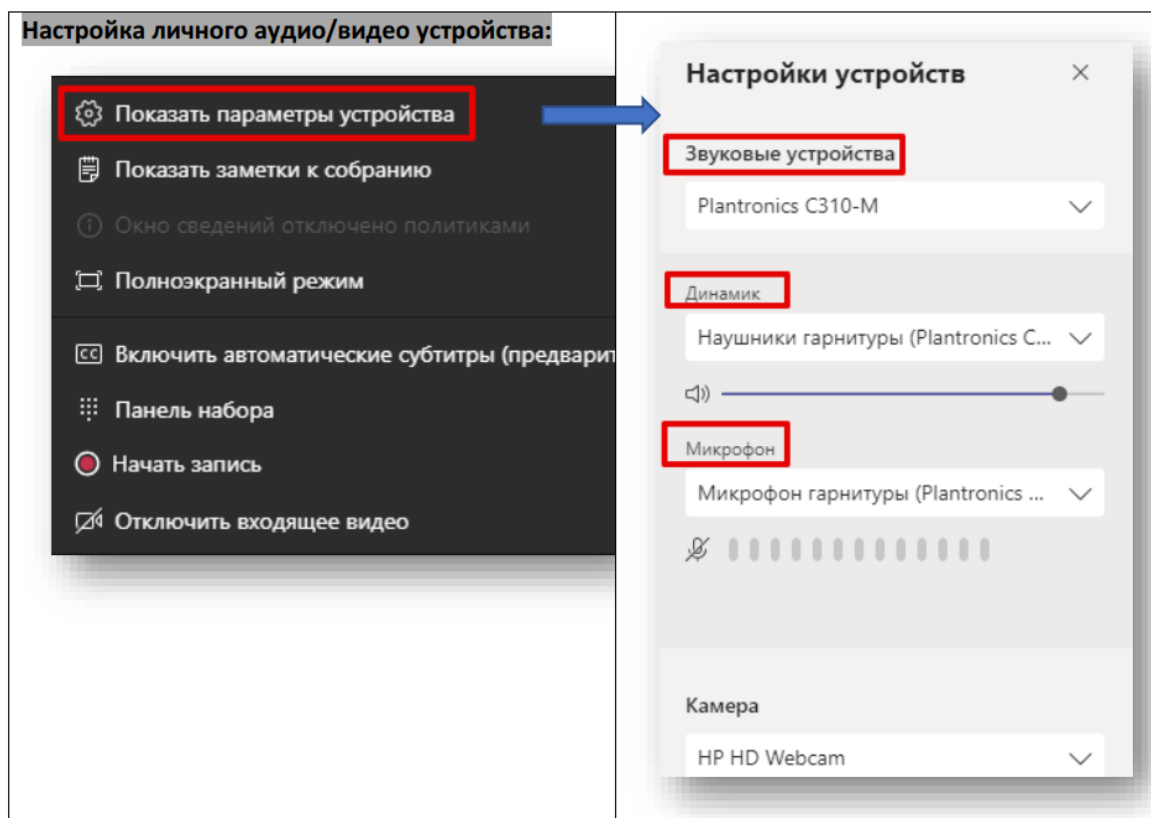 Настройка личного аудио/видео устройства:
Показать параметры устройства
Показать заметки к собранию
Окно сведений отключено политиками
Полноэкранный режим
CC Включить автоматические субтитры (предварит
Панель набора
Начать запись
Отключить входящее видео
Настройки устройств
Звуковые устройства
Plantronics C310-M
Динамик
Наушники гарнитуры (Plantronics C...
Микрофон
Микрофон гарнитуры (Plantronics ...
Камера
HP HD Webcam